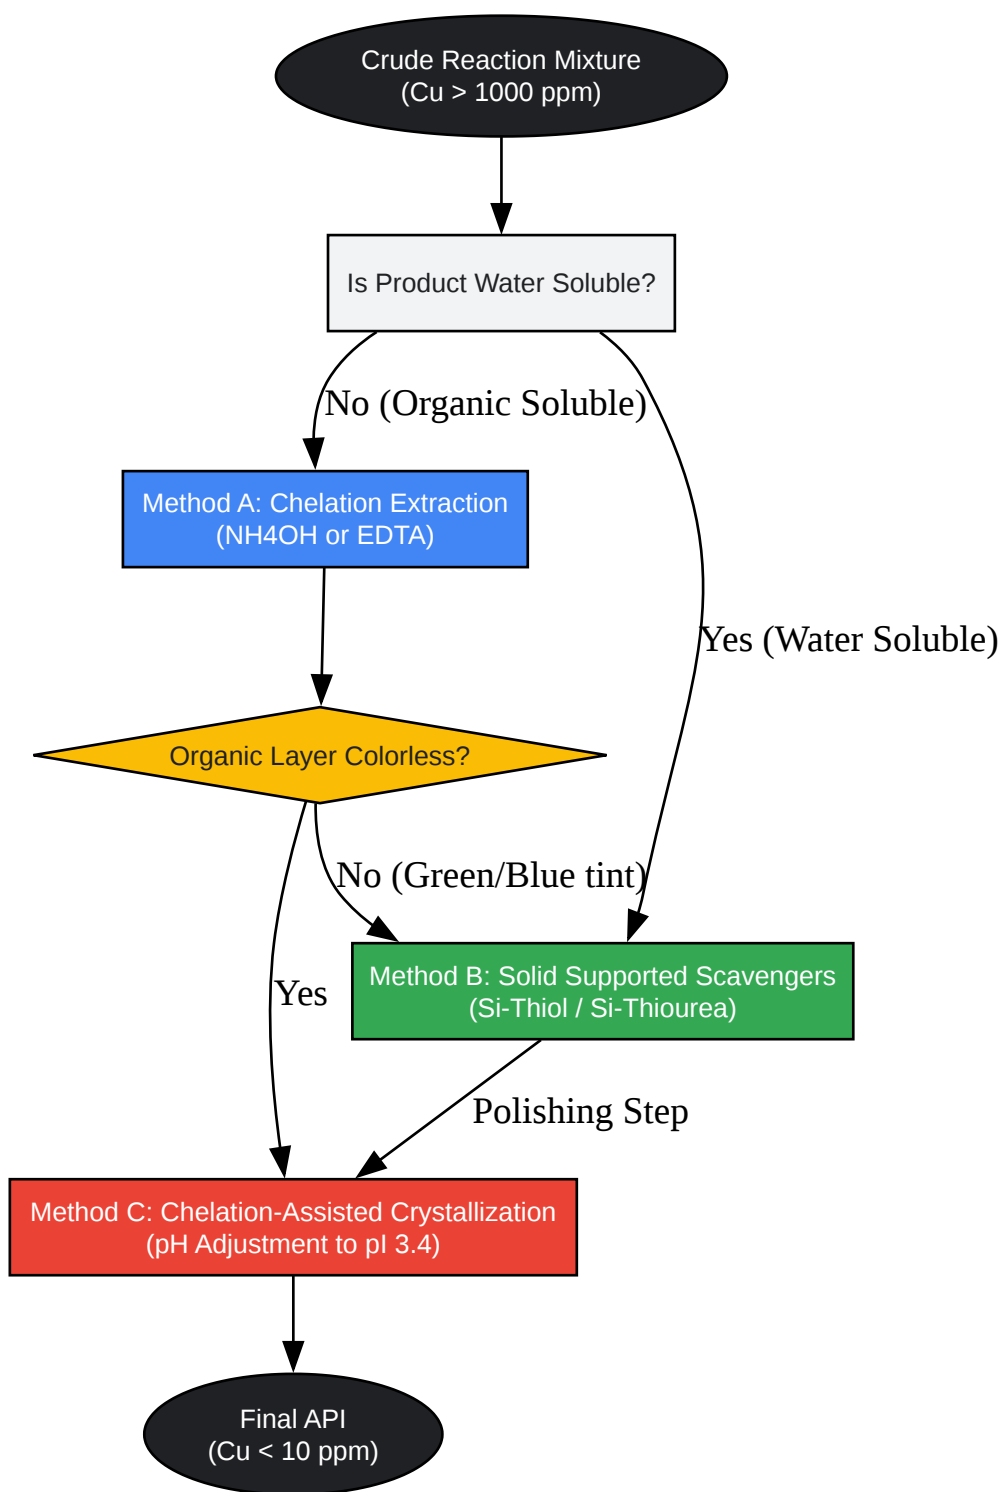 Crude Reaction Mixture
(Cu > 1000 ppm)
Is Product Water Soluble?
No (Organic Soluble)
Method A: Chelation Extraction
(NH4OH or EDTA)
Yes (Water Soluble)
Organic Layer Colorless?
No (Green/Blue tint)
Method B: Solid Supported Scavengers
(Si-Thiol / Si-Thiourea)
Yes
Polishing Step
Method C: Chelation-Assisted Crystallization
(pH Adjustment to pI 3.4)
Final API
(Cu < 10 ppm)